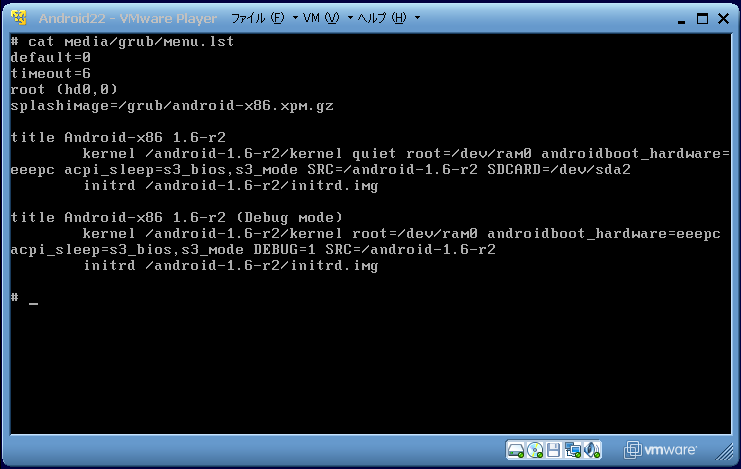 Android22 - VMware Player ファイル (F) VM (V) ヘルプ (H)
# cat media/grub/menu.lst
default=0
timeout=6
root (hd0,0)
splashimage=/grub/android-x86.xpm.gz
title Android-x86 1.6-r2
kernel /android-1.6-r2/kernel quiet root=/dev/ram0 androidboot_hardware=
eeepc acpi_sleep=s3_bios,s3_mode SRC=/android-1.6-r2 SDCARD=/dev/sda2
initrd /android-1.6-r2/initrd.img
title Android-x86 1.6-r2 (Debug mode)
kernel /android-1.6-r2/kernel root=/dev/ram0 androidboot_hardware=eeepc
acpi_sleep=s3_bios,s3_mode DEBUG=1 SRC=/android-1.6-r2
initrd /android-1.6-r2/initrd.img
# _
vmware